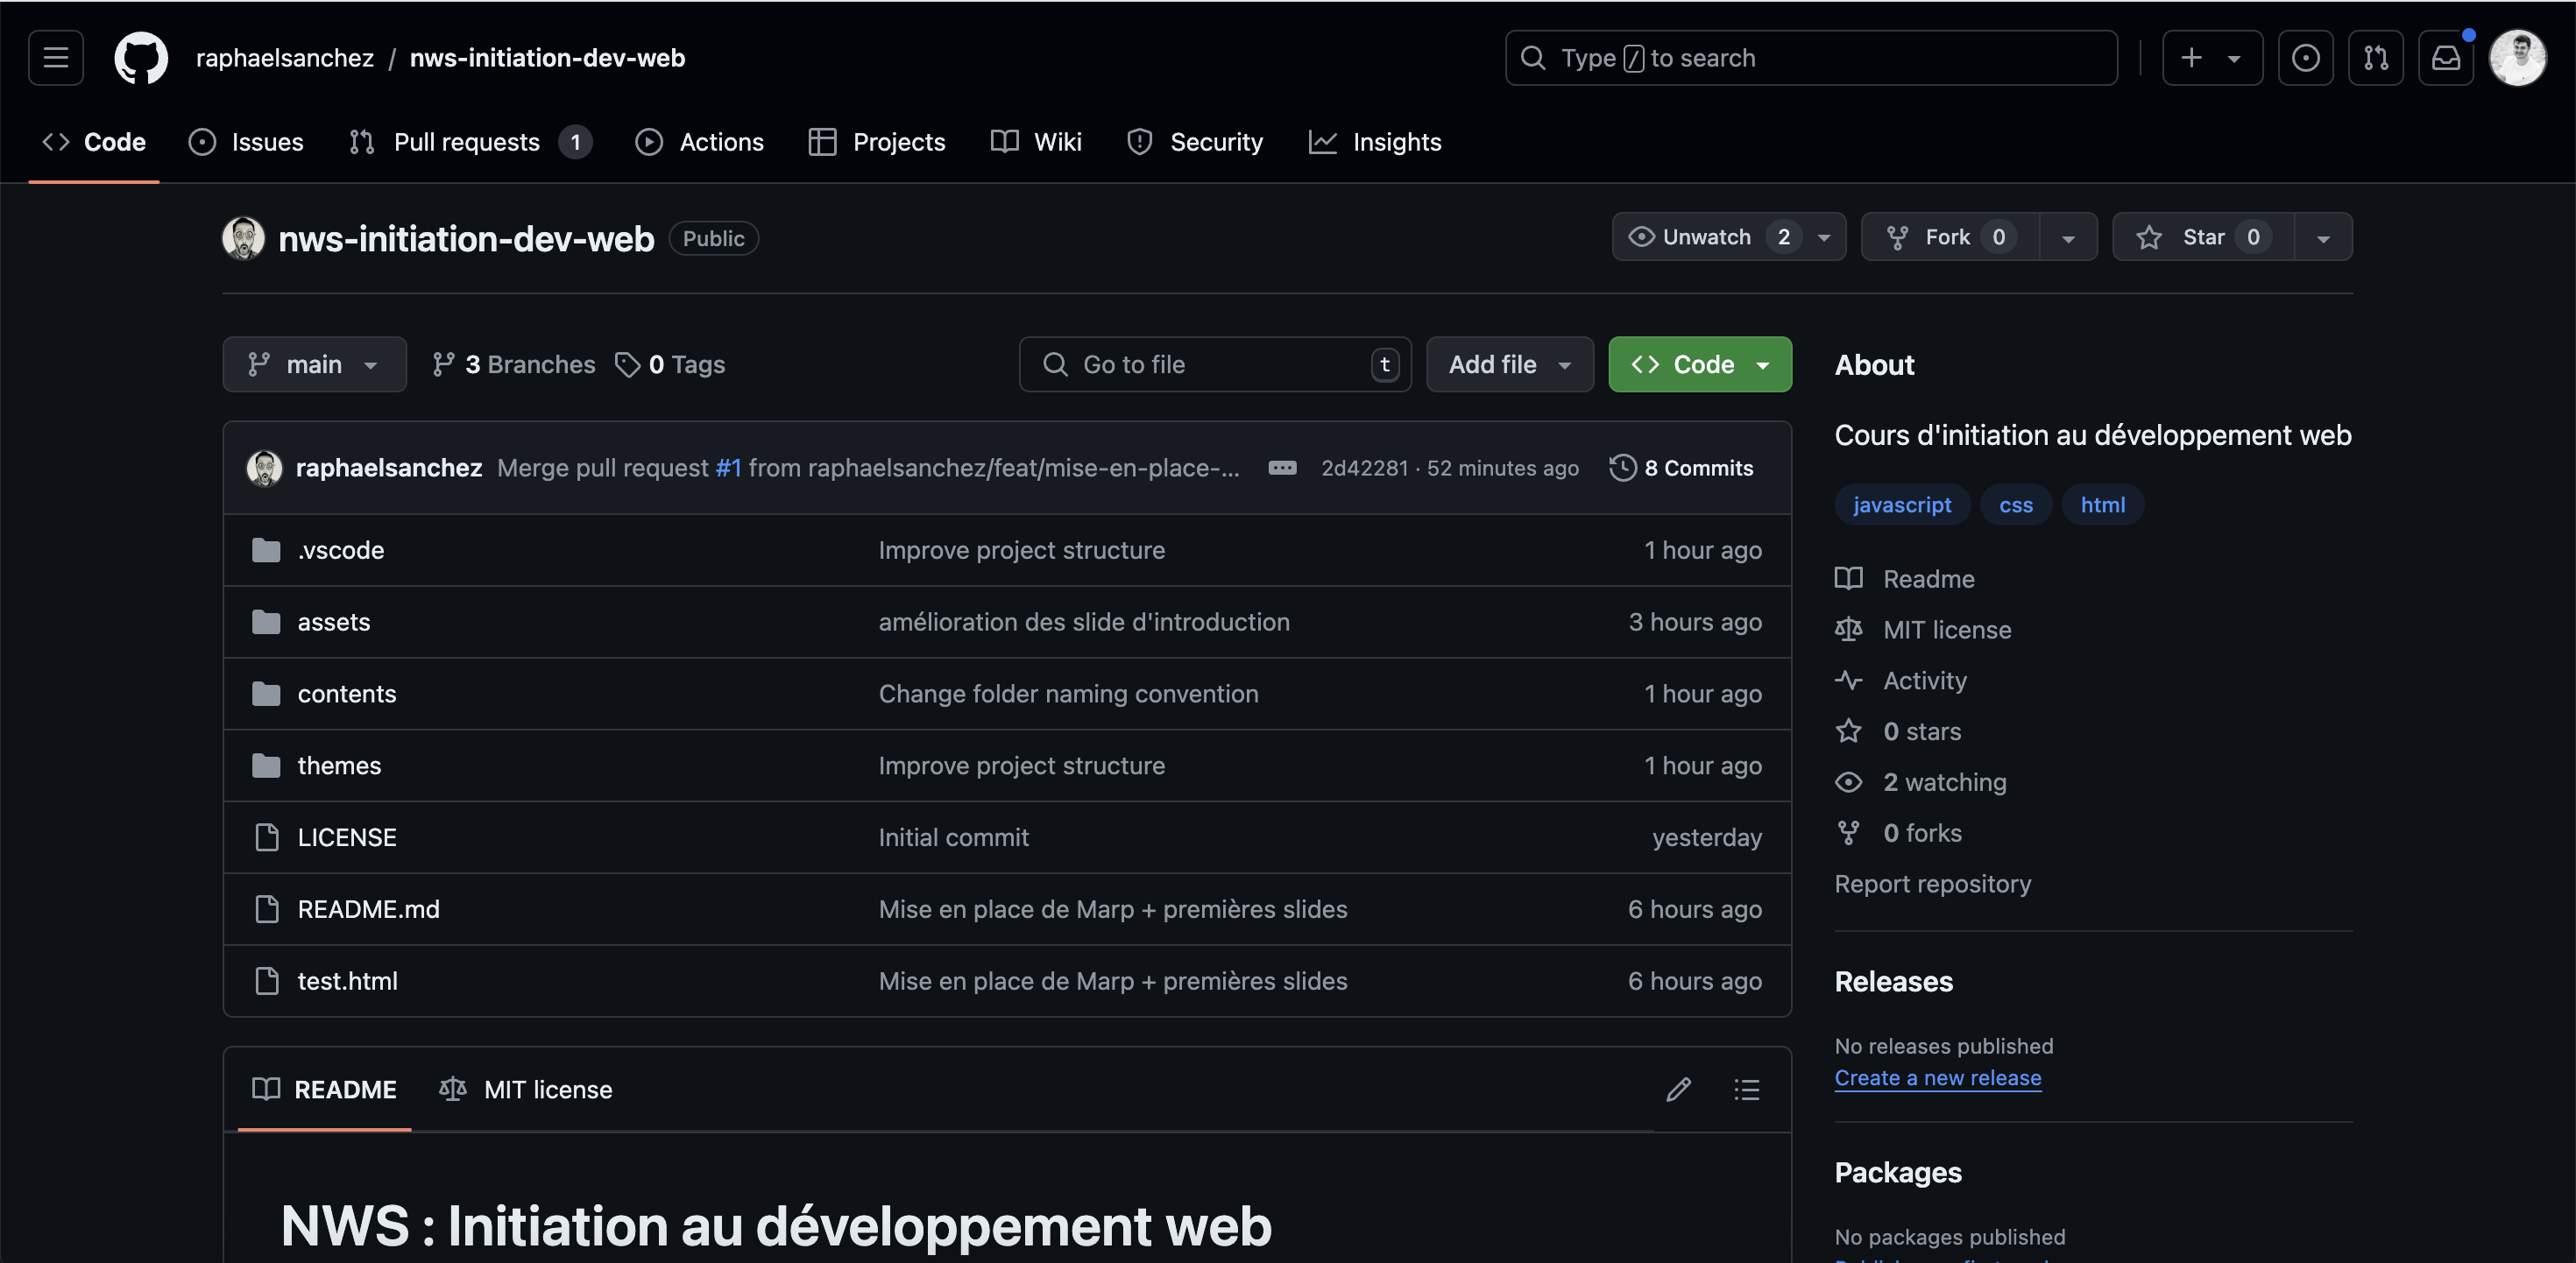 raphaelsanchez / nws-initiation-dev-web
Type / to search
Code Issues Pull requests 1 Actions Projects Wiki Security Insights
nws-initiation-dev-web Public
Unwatch 2 Fork 0 Star 0
main 3 Branches 0 Tags
Go to file t Add file Code
raphaelsanchez Merge pull request #1 from raphaelsanchez/feat/mise-en-place-... 2d42281 · 52 minutes ago 8 Commits
.vscode Improve project structure 1 hour ago
assets amélioration des slide d'introduction 3 hours ago
contents Change folder naming convention 1 hour ago
themes Improve project structure 1 hour ago
LICENSE Initial commit yesterday
README.md Mise en place de Marp + premières slides 6 hours ago
test.html Mise en place de Marp + premières slides 6 hours ago
README MIT license
NWS : Initiation au développement web
About
Cours d'initiation au développement web
javascript css html
Readme
MIT license
Activity
0 stars
2 watching
0 forks
Report repository
Releases
No releases published
Create a new release
Packages
No packages published